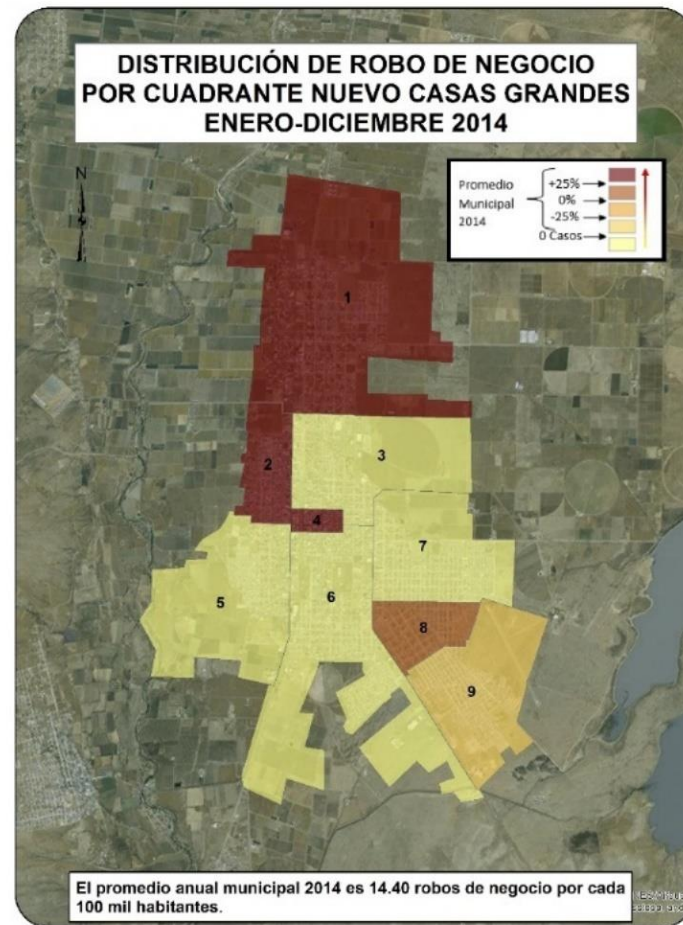 DISTRIBUCIÓN DE ROBO DE NEGOCIO
POR CUADRANTE NUEVO CASAS GRANDES
ENERO-DICIEMBRE 2014
N
Promedio
Municipal
2014
+25%
0%
-25%
0 Casos
1
2
3
4
5
6
7
8
9
El promedio anual municipal 2014 es 14.40 robos de negocio por cada
100 mil habitantes.